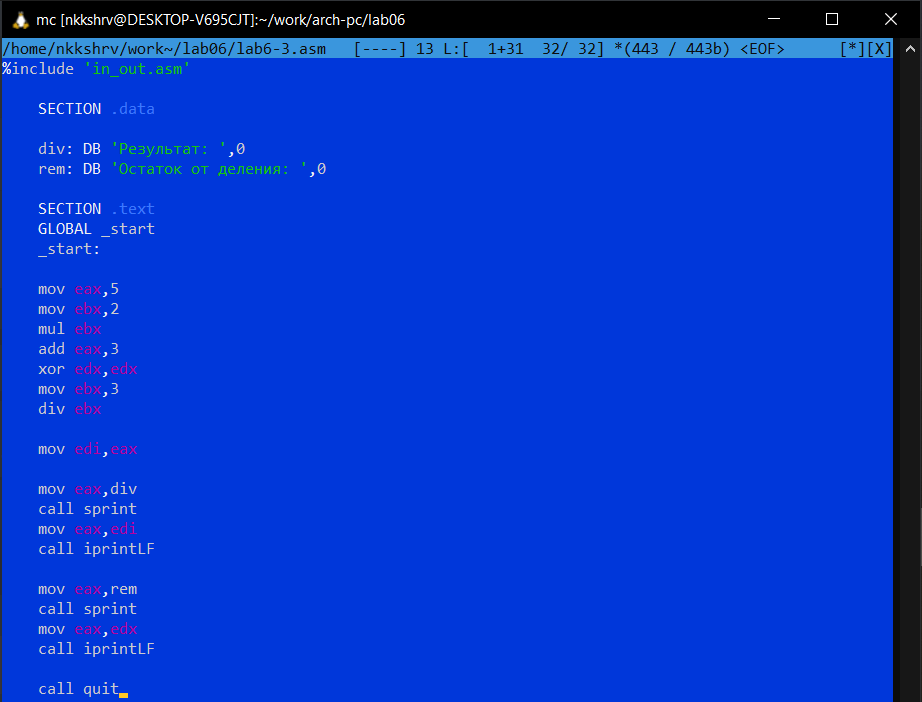 mc [nkkshrv@DESKTOP-V695CJT]:~/work/arch-pc/lab06
/home/nkkshrv/work~/lab06/lab6-3.asm   [----] 13 L:[  1+31  32/ 32] *(443 / 443b) <EOF>      [*][X]
%include 'in_out.asm'
SECTION .data
div: DB 'Результат: ',0
rem: DB 'Остаток от деления: ',0
SECTION .text
GLOBAL _start
_start:
mov eax,5
mov ebx,2
mul ebx
add eax,3
xor edx,edx
mov ebx,3
div ebx
mov edi,eax
mov eax,div
call sprint
mov eax,edi
call iprintLF
mov eax,rem
call sprint
mov eax,edx
call iprintLF
call quit